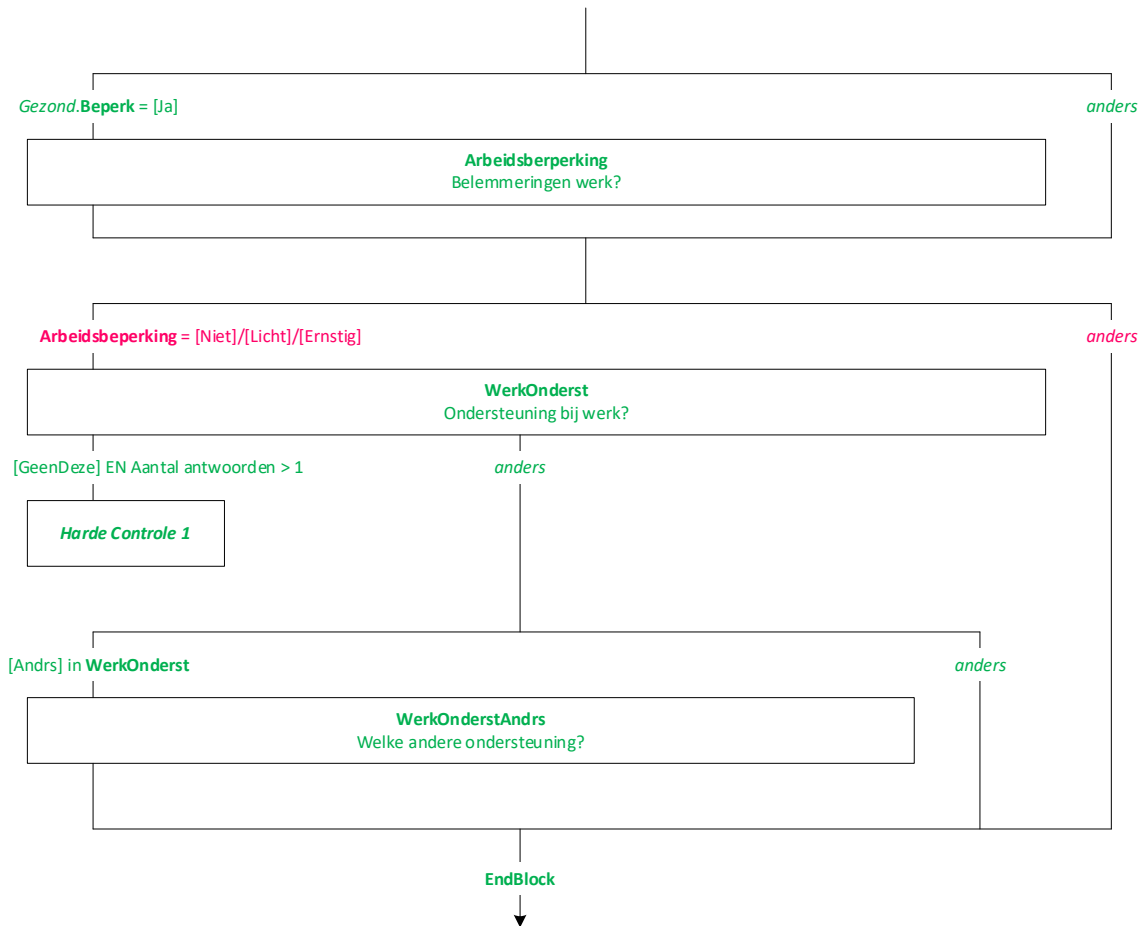 Gezond.Beperk = [Ja]
anders
Arbeidsberperking
Belemmeringen werk?
Arbeidsbeperking = [Niet]/[Licht]/[Ernstig]
anders
WerkOnderst
Ondersteuning bij werk?
[GeenDeze] EN Aantal antwoorden > 1
anders
Harde Controle 1
[Andrs] in WerkOnderst
anders
WerkOnderstAndrs
Welke andere ondersteuning?
EndBlock